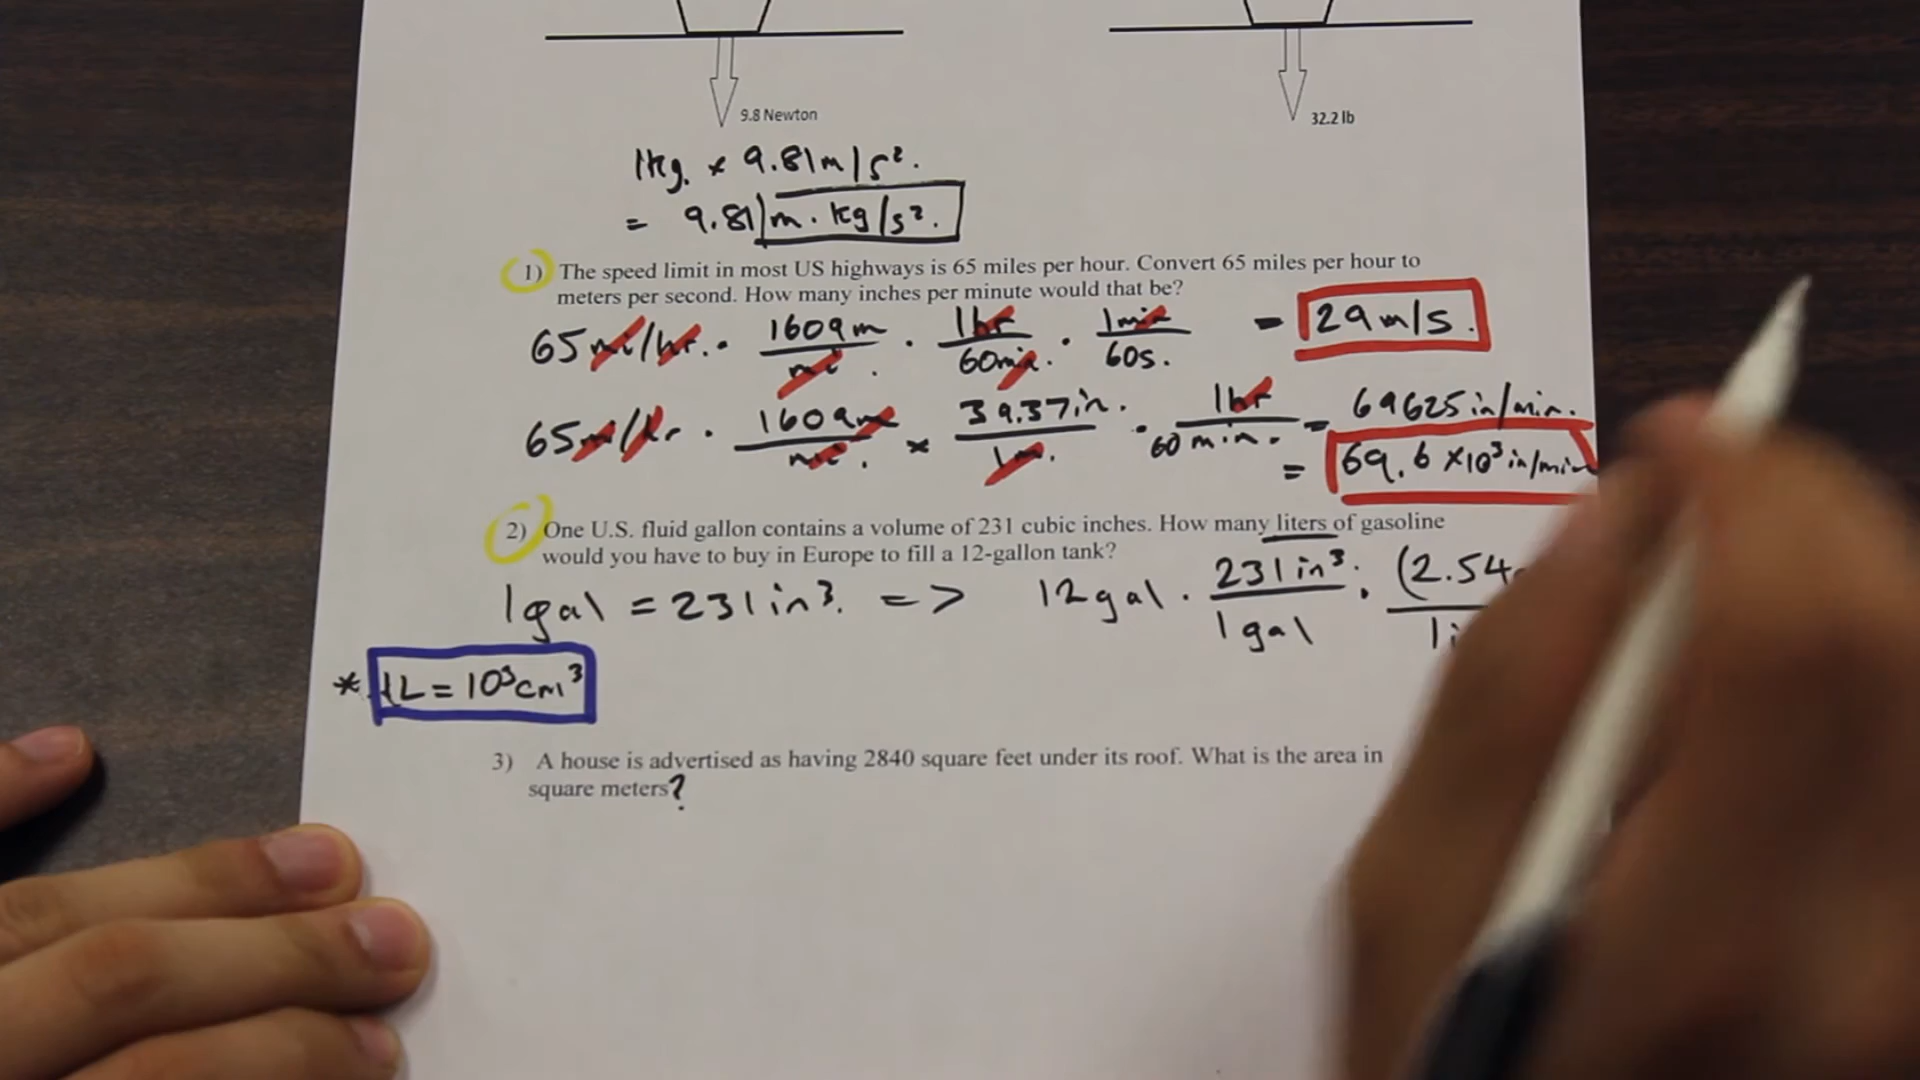 9.8 Newton
32.2 lb
1kg. × 9.81m/s².
= 9.81 m · kg/s².
1) The speed limit in most US highways is 65 miles per hour. Convert 65 miles per hour to
meters per second. How many inches per minute would that be?
65 mi/hr. · 1609m/mi. · 1hr/60min. · 1min/60s. = 29 m/s.
65 mi/hr · 1609m/mi. × 39.37in./1m. · 1hr/60 min. = 69625 in/min.
= 69.6 ×10³ in/min
2) One U.S. fluid gallon contains a volume of 231 cubic inches. How many liters of gasoline
would you have to buy in Europe to fill a 12-gallon tank?
1gal = 231in³. => 12gal · 231in³./1gal · (2.54
* 1L = 10³cm³
3) A house is advertised as having 2840 square feet under its roof. What is the area in
square meters?